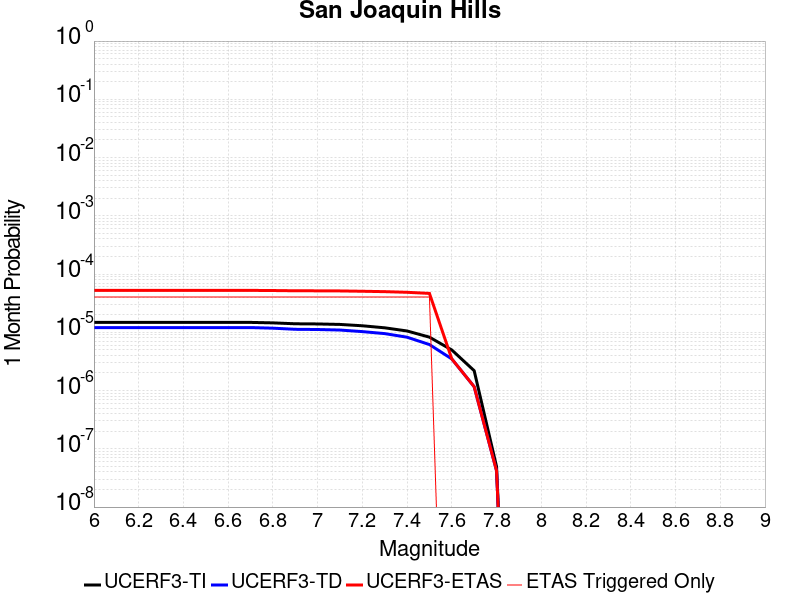 San Joaquin Hills
1 Month Probability
10^0
10^-1
10^-2
10^-3
10^-4
10^-5
10^-6
10^-7
10^-8
6 6.2 6.4 6.6 6.8 7 7.2 7.4 7.6 7.8 8 8.2 8.4 8.6 8.8 9
Magnitude
UCERF3-TI UCERF3-TD UCERF3-ETAS ETAS Triggered Only